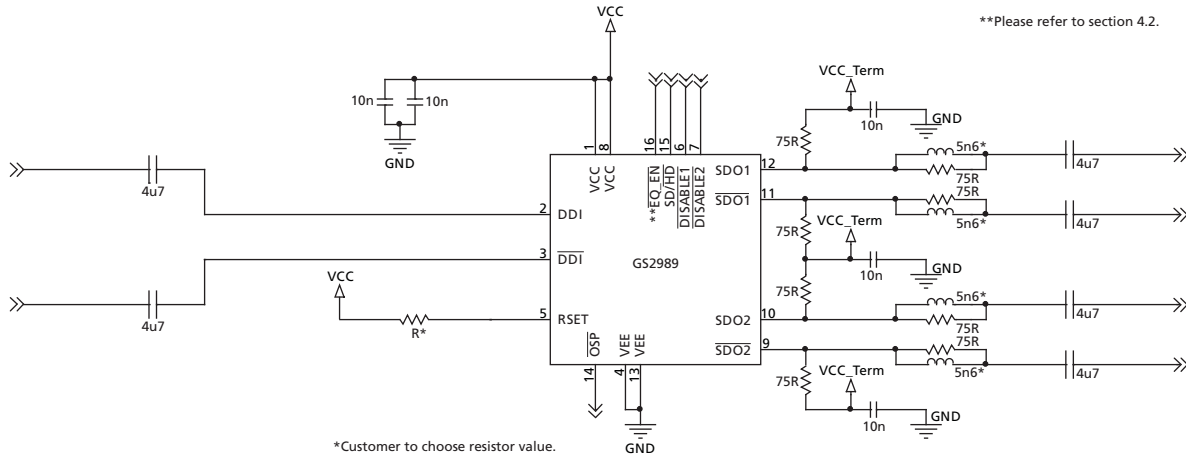 VCC
**Please refer to section 4.2.
VCC_Term
10n
10n
GND
10n
GND
75R
5n6*
4u7
75R
1
8
16
15
6
7
12
VCC
VCC
**EQ_EN
SD/HD
DISABLE1
DISABLE2
SDO1
4u7
2
DDI
11
SDO1
75R
5n6*
4u7
75R
VCC_Term
3
DDI
GS2989
10n
GND
VCC
75R
4u7
5
RSET
R*
10
SDO2
5n6*
75R
4u7
OSP
VEE
VEE
9
SDO2
75R
5n6*
4u7
14
4
13
75R
VCC_Term
10n
GND
GND
*Customer to choose resistor value.